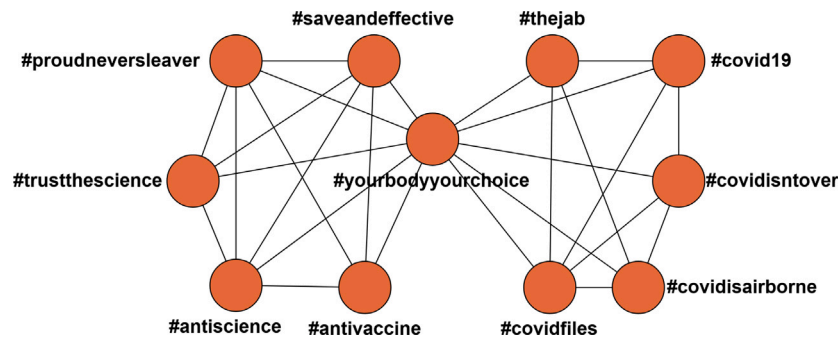 #saveandeffective
#thejab
#proudneversleaver
#covid19
#trustthescience
#yourbodyyourchoice
#covidisntover
#covidisairborne
#antiscience
#antivaccine
#covidfiles